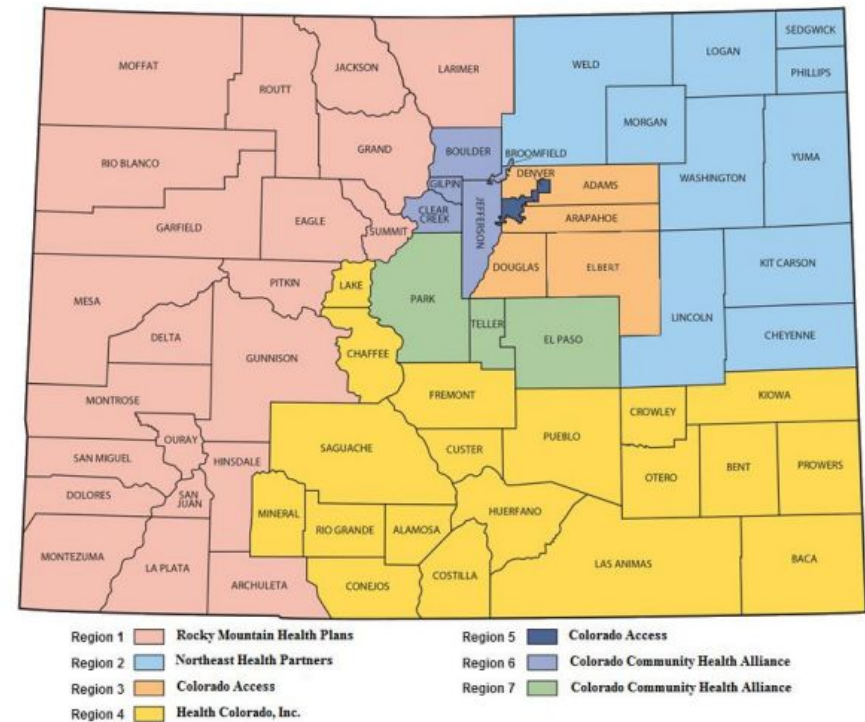 MOFFAT
ROUTT
JACKSON
LARIMER
WELD
LOGAN
SEDGWICK
PHILLIPS
MORGAN
RIO BLANCO
GRAND
BOULDER
BROOMFIELD
WASHINGTON
YUMA
GILPIN
DENVER
ADAMS
CLEAR
CREEK
JEFFERSON
ARAPAHOE
GARFIELD
EAGLE
SUMMIT
DOUGLAS
ELBERT
KIT CARSON
PITKIN
LAKE
PARK
MESA
TELLER
LINCOLN
DELTA
EL PASO
CHEYENNE
GUNNISON
CHAFFEE
MONTROSE
FREMONT
KIOWA
CROWLEY
OURAY
SAGUACHE
CUSTER
PUEBLO
SAN MIGUEL
HINSDALE
OTERO
BENT
PROWERS
DOLORES
SAN
JUAN
MINERAL
RIO GRANDE
ALAMOSA
HUERFANO
MONTEZUMA
LA PLATA
ARCHULETA
CONEJOS
COSTILLA
LAS ANIMAS
BACA
Region 1 Rocky Mountain Health Plans
Region 2 Northeast Health Partners
Region 3 Colorado Access
Region 4 Health Colorado, Inc.
Region 5 Colorado Access
Region 6 Colorado Community Health Alliance
Region 7 Colorado Community Health Alliance